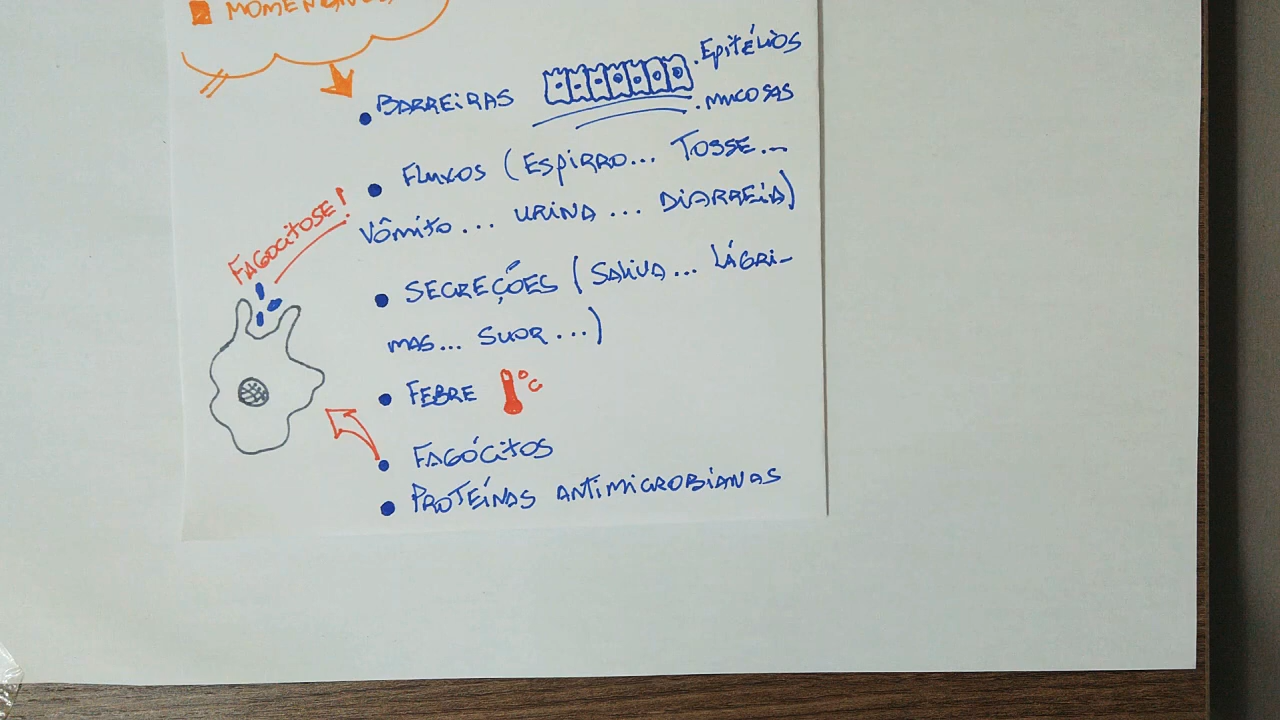 BARREIRAS
. EPITÉLIOS
. MUCOSAS
FLUXOS (ESPIRRO... TOSSE...
VÔMITO... URINA... DIARREIA)
FAGOCITOSE!
SECREÇÕES (SALIVA... LÁGRI-
MAS... SUOR...)
FEBRE °C
FAGÓCITOS
PROTEÍNAS ANTIMICROBIANAS